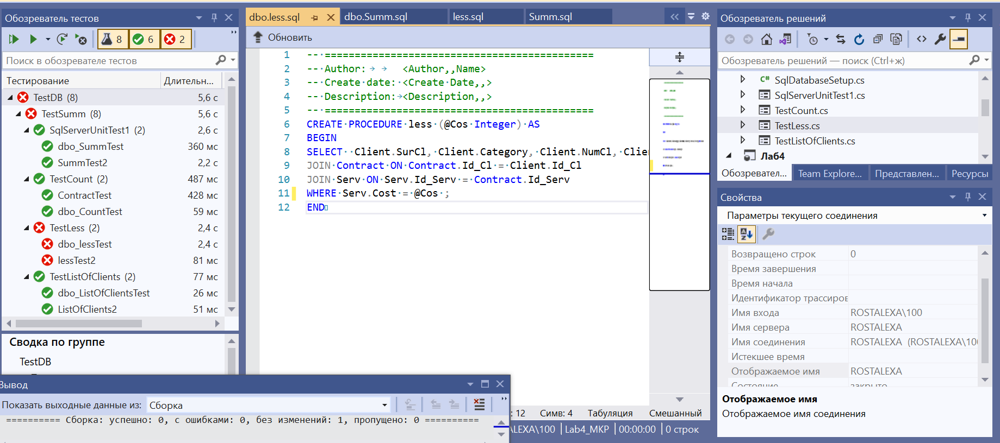 Обозреватель тестов
8
6
2
Поиск в обозревателе тестов
Тестирование Длительн...
TestDB (8) 5,6 с
TestSumm (8) 5,6 с
SqlServerUnitTest1 (2) 2,6 с
dbo_SummTest 360 мс
SummTest2 2,2 с
TestCount (2) 487 мс
ContractTest 428 мс
dbo_CountTest 59 мс
TestLess (2) 2,4 с
dbo_lessTest 2,4 с
lessTest2 81 мс
TestListOfClients (2) 77 мс
dbo_ListOfClientsTest 26 мс
ListOfClients2 51 мс
Сводка по группе
TestDB
dbo.less.sql
dbo.Summ.sql
less.sql
Summ.sql
Обновить
1 -- =============================================
2 -- Author: <Author,,Name>
3 -- Create date: <Create Date,,>
4 -- Description: <Description,,>
5 -- =============================================
6 CREATE PROCEDURE less (@Cos Integer) AS
7 BEGIN
8 SELECT  Client.SurCl, Client.Category, Client.NumCl, Clie
9 JOIN Contract ON Contract.Id_Cl = Client.Id_Cl
10 JOIN Serv ON Serv.Id_Serv = Contract.Id_Serv
11 WHERE Serv.Cost = @Cos ;
12 END
: 12 Симв: 4 Табуляция Смешанный
ALEXA\100 Lab4_MKP 00:00:00 0 строк
Вывод
Показать выходные данные из: Сборка
========== Сборка: успешно: 0, с ошибками: 0, без изменений: 1, пропущено: 0 ==========
Обозреватель решений
Обозреватель решений — поиск (Ctrl+ж)
C# SqlDatabaseSetup.cs
SqlServerUnitTest1.cs
TestCount.cs
TestLess.cs
TestListOfClients.cs
Лаб4
Обозревател... Team Explore... Представлен... Ресурсы
Свойства
Параметры текущего соединения
Возвращено строк 0
Время завершения
Время начала
Идентификатор трассиров
Имя входа ROSTALEXA\100
Имя сервера ROSTALEXA
Имя соединения ROSTALEXA (ROSTALEXA\100
Истекшее время
Отображаемое имя ROSTALEXA
Состояние закрыто
Отображаемое имя
Отображаемое имя соединения